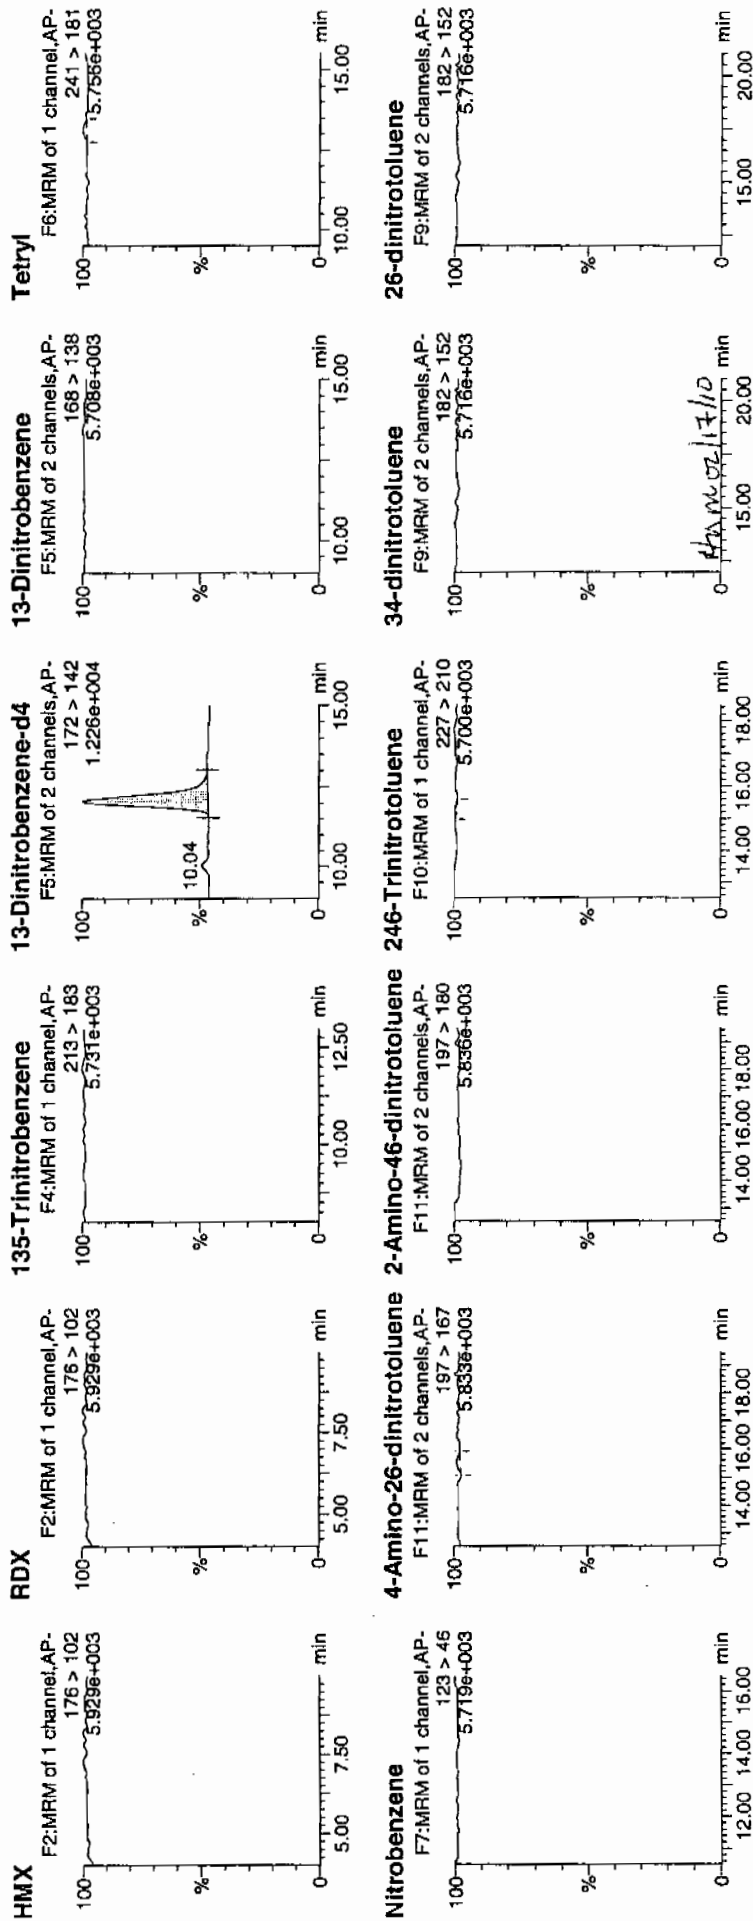 HMX
F2:MRM of 1 channel,AP-
176 > 102
5.929e+003
100
%
0
5.00
7.50
min
RDX
F2:MRM of 1 channel,AP-
176 > 102
5.929e+003
100
%
0
5.00
7.50
min
135-Trinitrobenzene
F4:MRM of 1 channel,AP-
213 > 183
5.731e+003
100
%
0
10.00
12.50
min
13-Dinitrobenzene-d4
F5:MRM of 2 channels,AP-
172 > 142
1.226e+004
100
10.04
%
0
10.00
15.00
min
13-Dinitrobenzene
F5:MRM of 2 channels,AP-
168 > 138
5.708e+003
100
%
0
10.00
15.00
min
Tetryl
F6:MRM of 1 channel,AP-
241 > 181
5.756e+003
100
%
0
10.00
15.00
min
Nitrobenzene
F7:MRM of 1 channel,AP-
123 > 46
5.719e+003
100
%
0
12.00
14.00
16.00
min
4-Amino-26-dinitrotoluene
F11:MRM of 2 channels,AP-
197 > 167
5.833e+003
100
%
0
14.00
16.00
18.00
min
2-Amino-46-dinitrotoluene
F11:MRM of 2 channels,AP-
197 > 180
5.836e+003
100
%
0
14.00
16.00
18.00
min
246-Trinitrotoluene
F10:MRM of 1 channel,AP-
227 > 210
5.700e+003
100
%
0
14.00
16.00
18.00
min
34-dinitrotoluene
F9:MRM of 2 channels,AP-
182 > 152
5.716e+003
100
%
0
02/17/10
15.00
20.00
min
26-dinitrotoluene
F9:MRM of 2 channels,AP-
182 > 152
5.716e+003
100
%
0
15.00
20.00
min